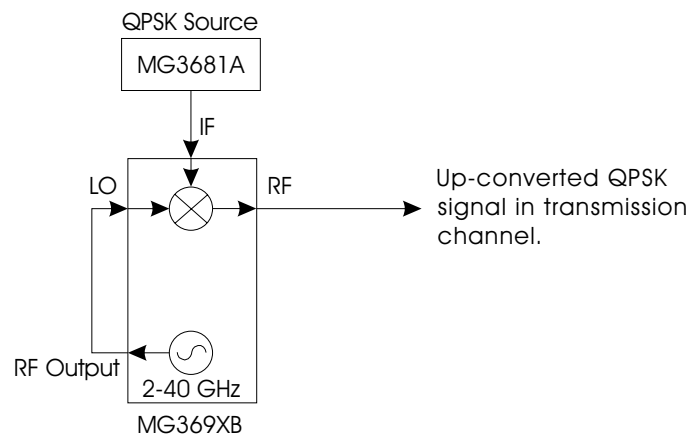 QPSK Source
MG3681A
IF
LO
RF
Up-converted QPSK
signal in transmission
channel.
RF Output
2-40 GHz
MG369XB